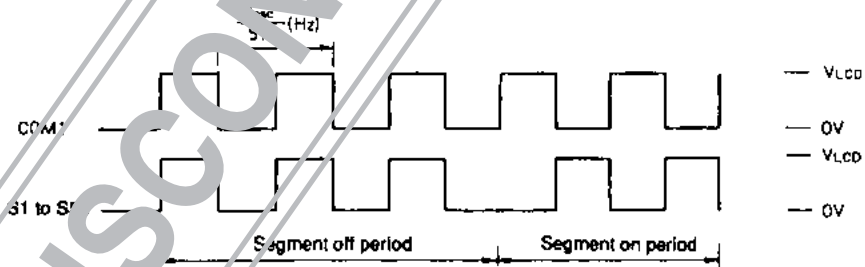 (Hz)
VLCD
COM1
0V
VLCD
S1 to
0V
Segment off period
Segment on period